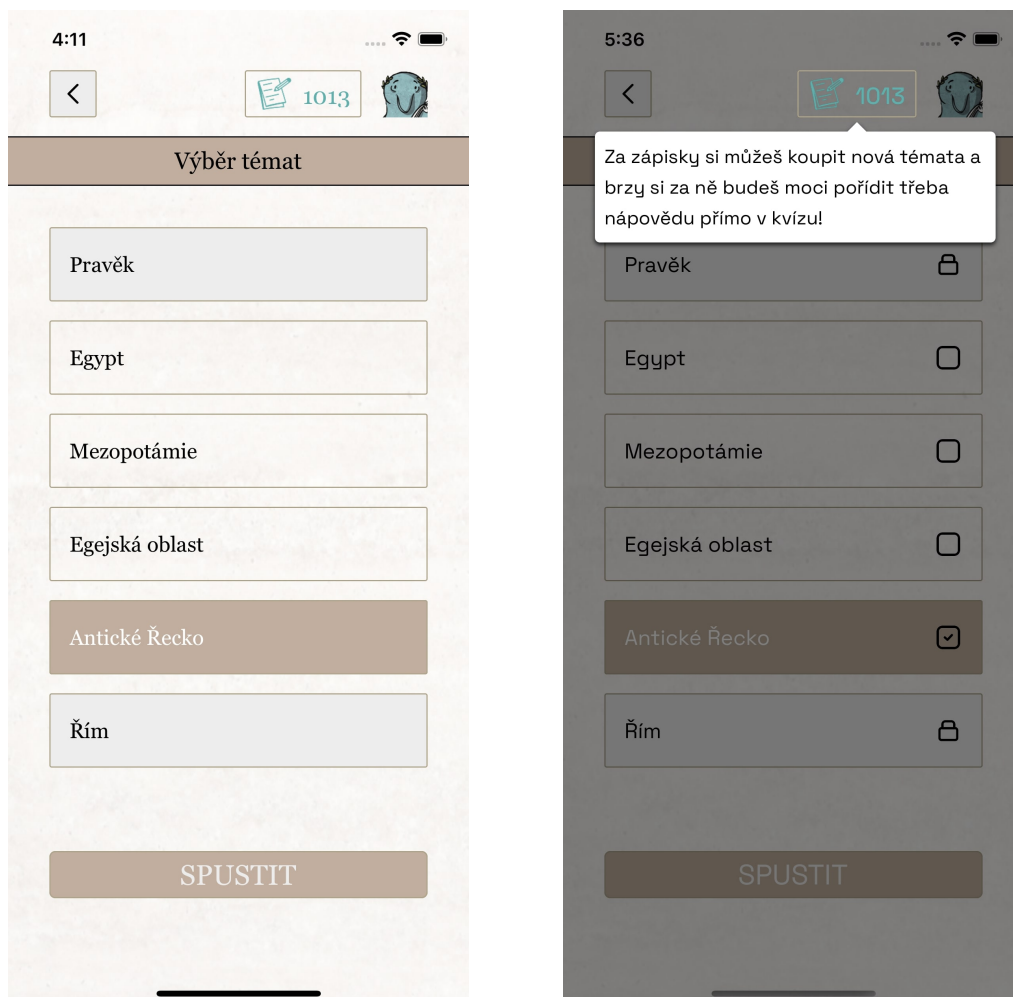 4:11
1013
Výběr témat
Pravěk
Egypt
Mezopotámie
Egejská oblast
Antické Řecko
Řím
SPUSTIT
5:36
1013
Za zápisky si můžeš koupit nová témata a
brzy si za ně budeš moci pořídit třeba
nápovědu přímo v kvízu!
Pravěk
Egypt
Mezopotámie
Egejská oblast
Antické Řecko
Řím
SPUSTIT